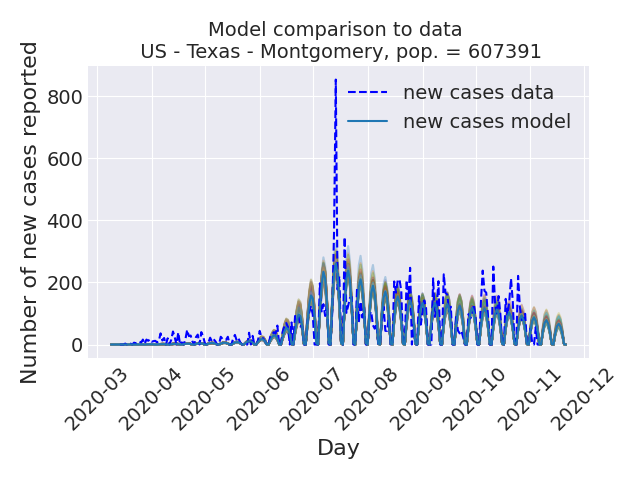 Model comparison to data
US - Texas - Montgomery, pop. = 607391
Number of new cases reported
800
600
400
200
0
new cases data
new cases model
2020-03
2020-04
2020-05
2020-06
2020-07
2020-08
2020-09
2020-10
2020-11
2020-12
Day